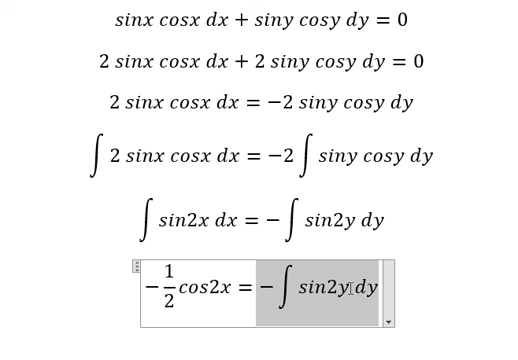 sinx cosx dx + siny cosy dy = 0
2 sinx cosx dx + 2 siny cosy dy = 0
2 sinx cosx dx = −2 siny cosy dy
∫ 2 sinx cosx dx = −2 ∫ siny cosy dy
∫ sin2x dx = − ∫ sin2y dy
−1/2 cos2x = − ∫ sin2y dy